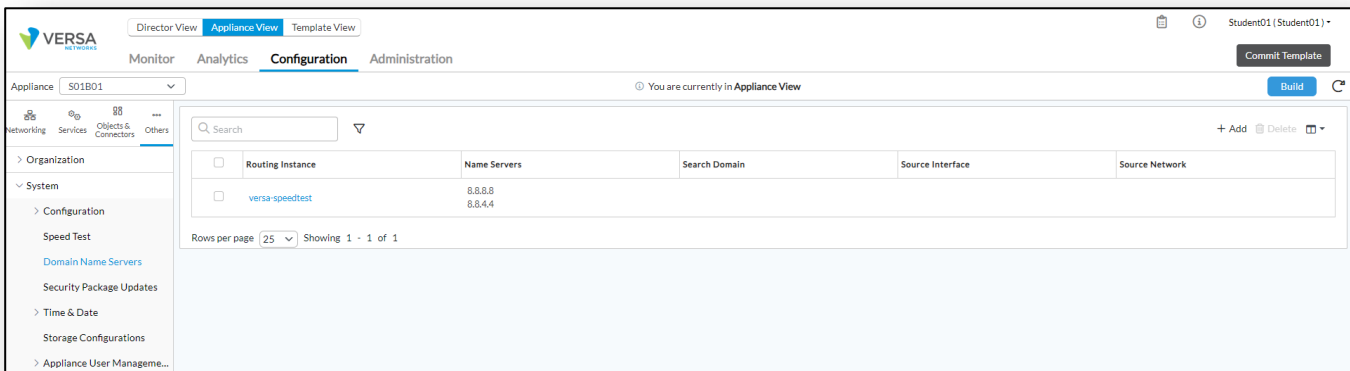 VERSA
NETWORKS
Director View Appliance View Template View
Student01 ( Student01 )
Monitor Analytics Configuration Administration
Commit Template
Appliance S01B01
You are currently in Appliance View
Build
Networking Services Objects & Connectors Others
Search
+ Add Delete
Organization
Routing Instance Name Servers Search Domain Source Interface Source Network
System
versa-speedtest 8.8.8.8
8.8.4.4
Configuration
Speed Test
Rows per page 25 Showing 1 - 1 of 1
Domain Name Servers
Security Package Updates
Time & Date
Storage Configurations
Appliance User Manageme...